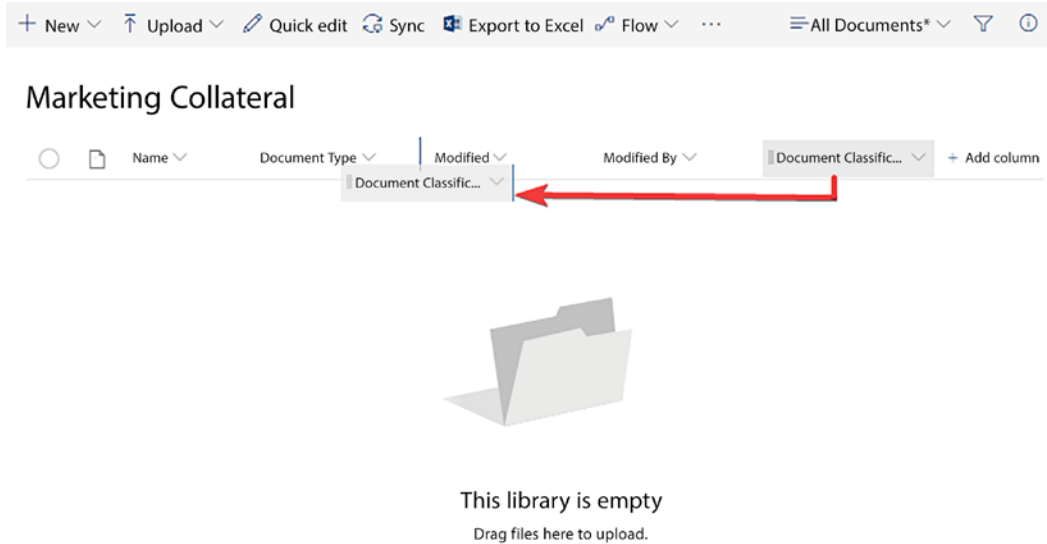 + New Upload Quick edit Sync Export to Excel Flow ··· All Documents*
Marketing Collateral
Name Document Type Modified Modified By Document Classific... + Add column
Document Classific...
This library is empty
Drag files here to upload.